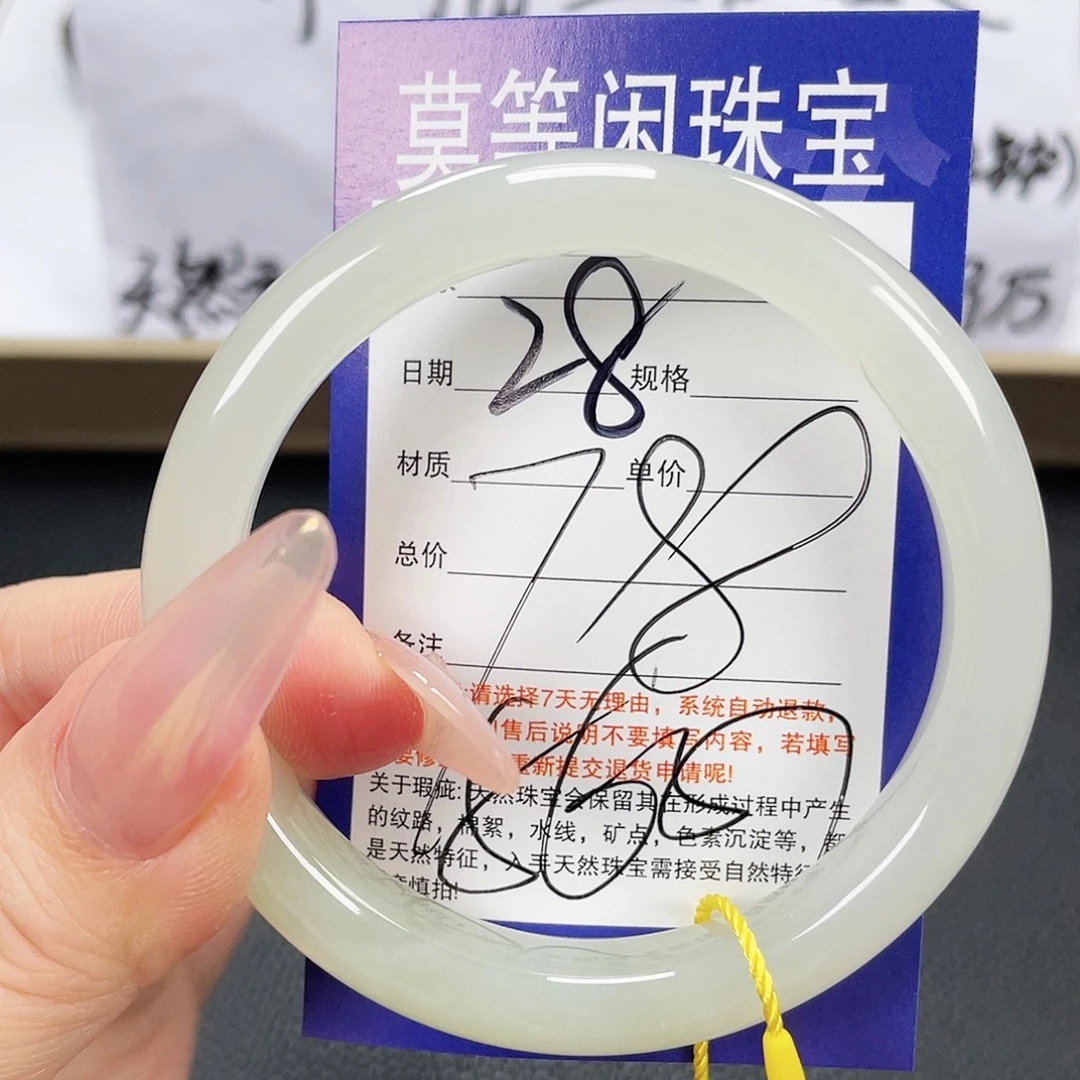 莫等闲珠宝
28
日期 规格
材质 单价
78
总价
备注
请选择7天无理由，系统自动退款，
售后说明不要填写内容，若填写
重新提交退货申请呢!
关于瑕疵: 天然珠宝会保留其在形成过程中产生
的纹路，棉絮，水线，矿点，色素沉淀等，都
是天然特征，入手天然珠宝需接受自然特征
慎拍!
天然
万